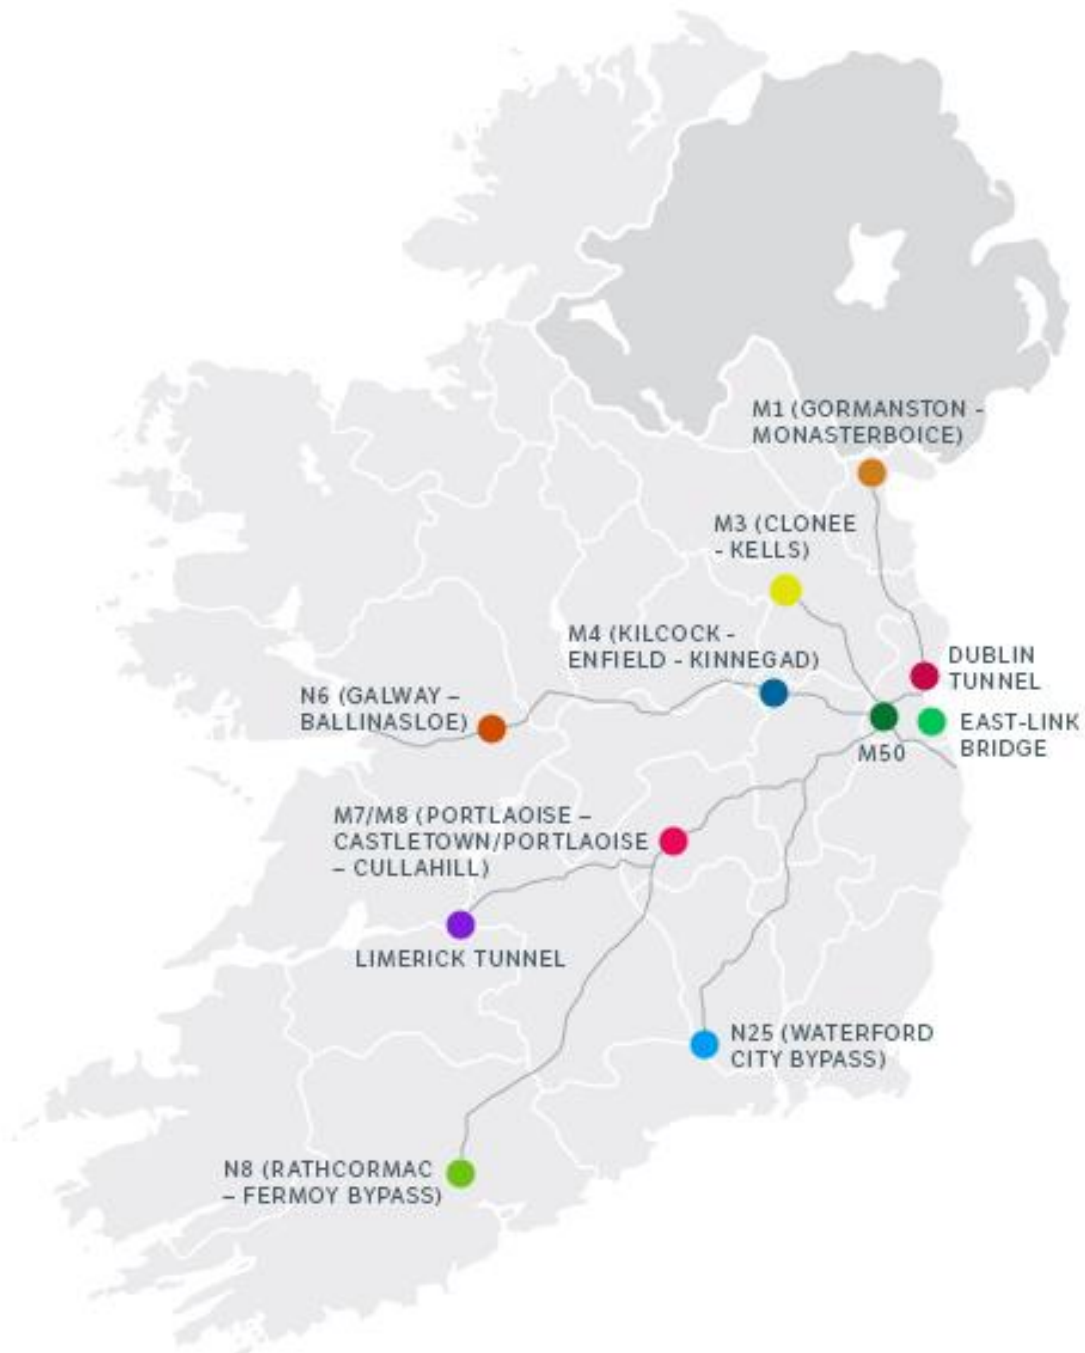 M1 (GORMANSTON -
MONASTERBOICE)
M3 (CLONEE
- KELLS)
M4 (KILCOCK -
ENFIELD - KINNEGAD)
DUBLIN
TUNNEL
N6 (GALWAY –
BALLINASLOE)
EAST-LINK
BRIDGE
M50
M7/M8 (PORTLAOISE –
CASTLETOWN/PORTLAOISE
– CULLAHILL)
LIMERICK TUNNEL
N25 (WATERFORD
CITY BYPASS)
N8 (RATHCORMAC
– FERMOY BYPASS)